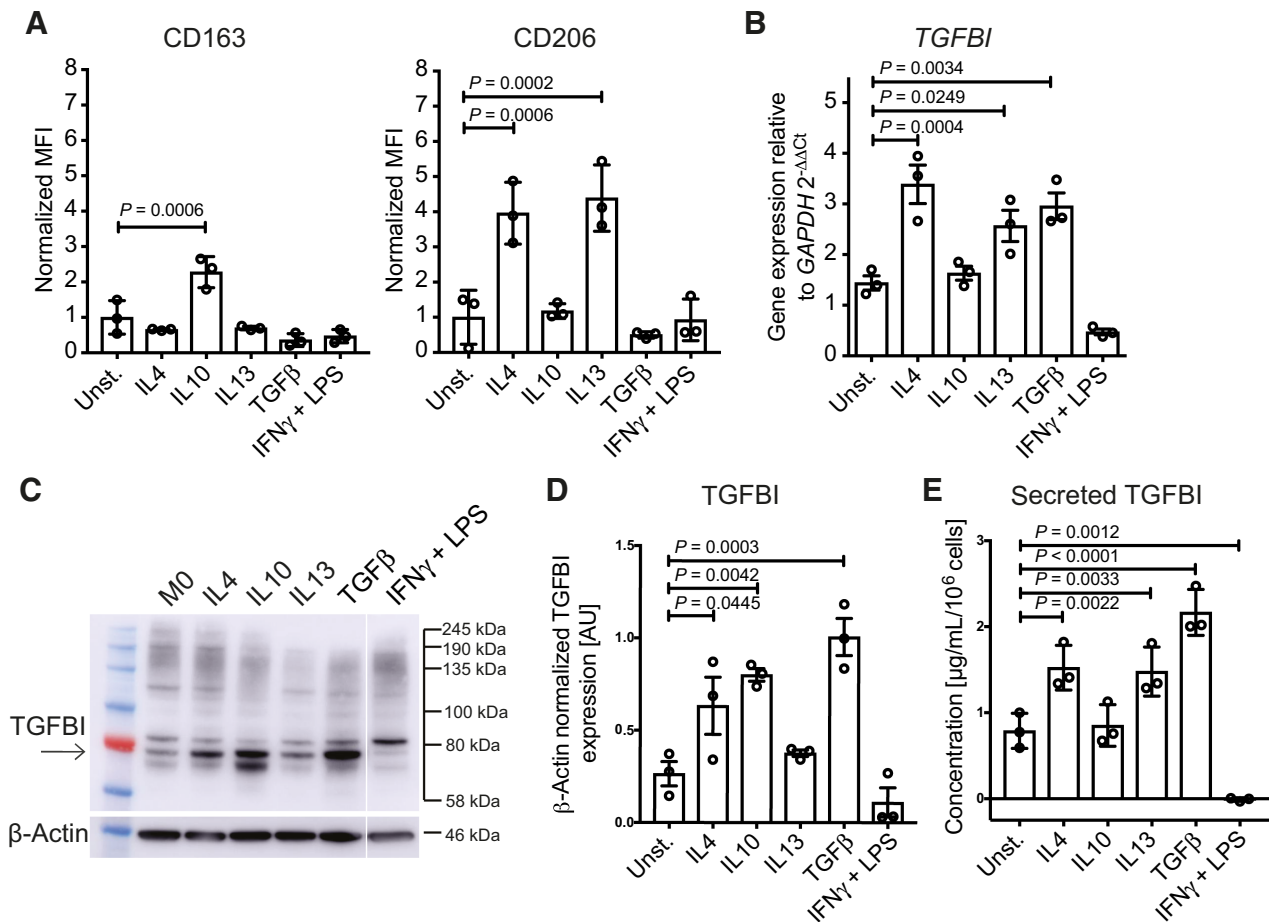 A
CD163
Normalized MFI
8
7
6
5
4
3
2
1
0
P = 0.0006
Unst.
IL4
IL10
IL13
TGFβ
IFNγ + LPS
CD206
Normalized MFI
8
7
6
5
4
3
2
1
0
P = 0.0002
P = 0.0006
Unst.
IL4
IL10
IL13
TGFβ
IFNγ + LPS
B
TGFBI
Gene expression relative
to GAPDH 2-ΔΔCt
5
4
3
2
1
0
P = 0.0034
P = 0.0249
P = 0.0004
Unst.
IL4
IL10
IL13
TGFβ
IFNγ + LPS
C
M0
IL4
IL10
IL13
TGFβ
IFNγ + LPS
245 kDa
190 kDa
135 kDa
100 kDa
80 kDa
58 kDa
46 kDa
TGFBI
β-Actin
D
TGFBI
β-Actin normalized TGFBI
expression [AU]
1.5
1.0
0.5
0.0
P = 0.0003
P = 0.0042
P = 0.0445
Unst.
IL4
IL10
IL13
TGFβ
IFNγ + LPS
E
Secreted TGFBI
Concentration [µg/mL/10⁶ cells]
3
2
1
0
P = 0.0012
P < 0.0001
P = 0.0033
P = 0.0022
Unst.
IL4
IL10
IL13
TGFβ
IFNγ + LPS